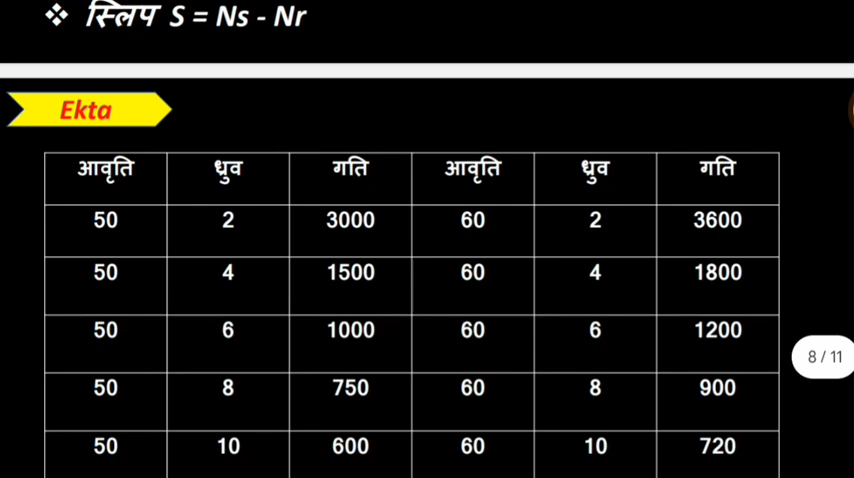 ❖ स्लिप S = Ns - Nr
Ekta
आवृति ध्रुव गति आवृति ध्रुव गति
50 2 3000 60 2 3600
50 4 1500 60 4 1800
50 6 1000 60 6 1200
50 8 750 60 8 900
50 10 600 60 10 720
8 / 11